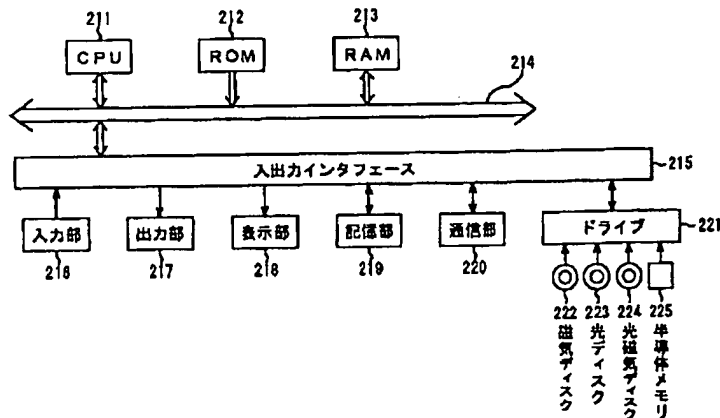 211
212
213
CPU
ROM
RAM
214
入出力インタフェース
215
入力部
出力部
表示部
記憶部
通信部
ドライブ
221
216
217
218
219
220
222
223
224
225
磁気ディスク
光ディスク
光磁気ディスク
半導体メモリ